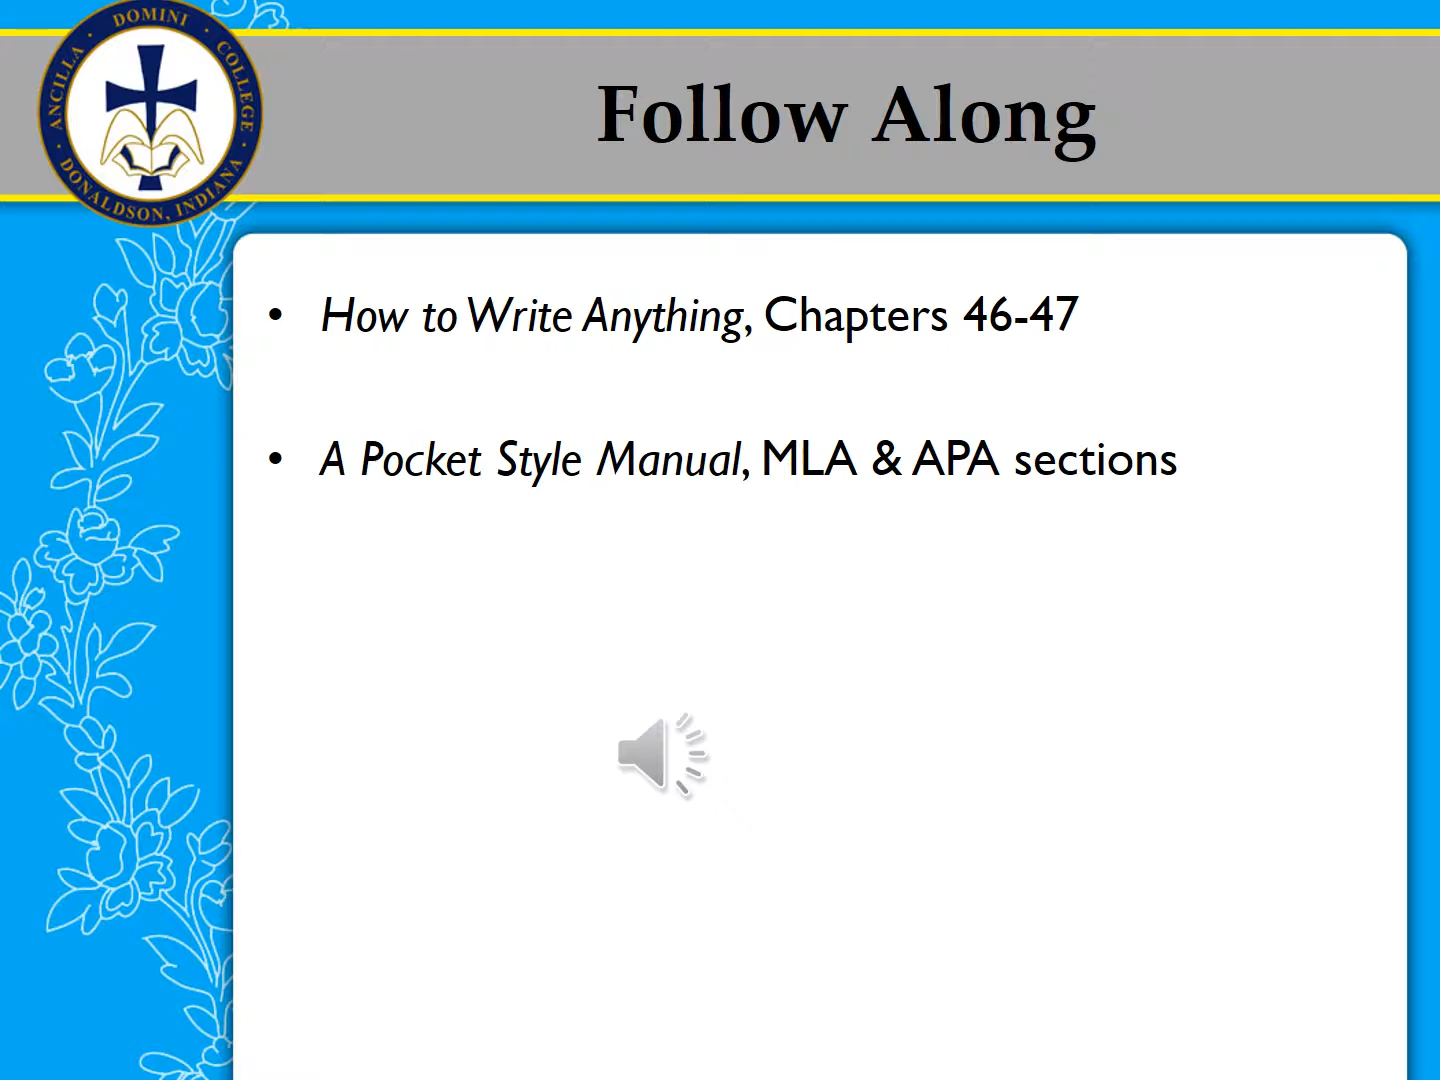 ANCILLA · DOMINI · COLLEGE
· DONALDSON, INDIANA ·
Follow Along
• How to Write Anything, Chapters 46-47
• A Pocket Style Manual, MLA & APA sections